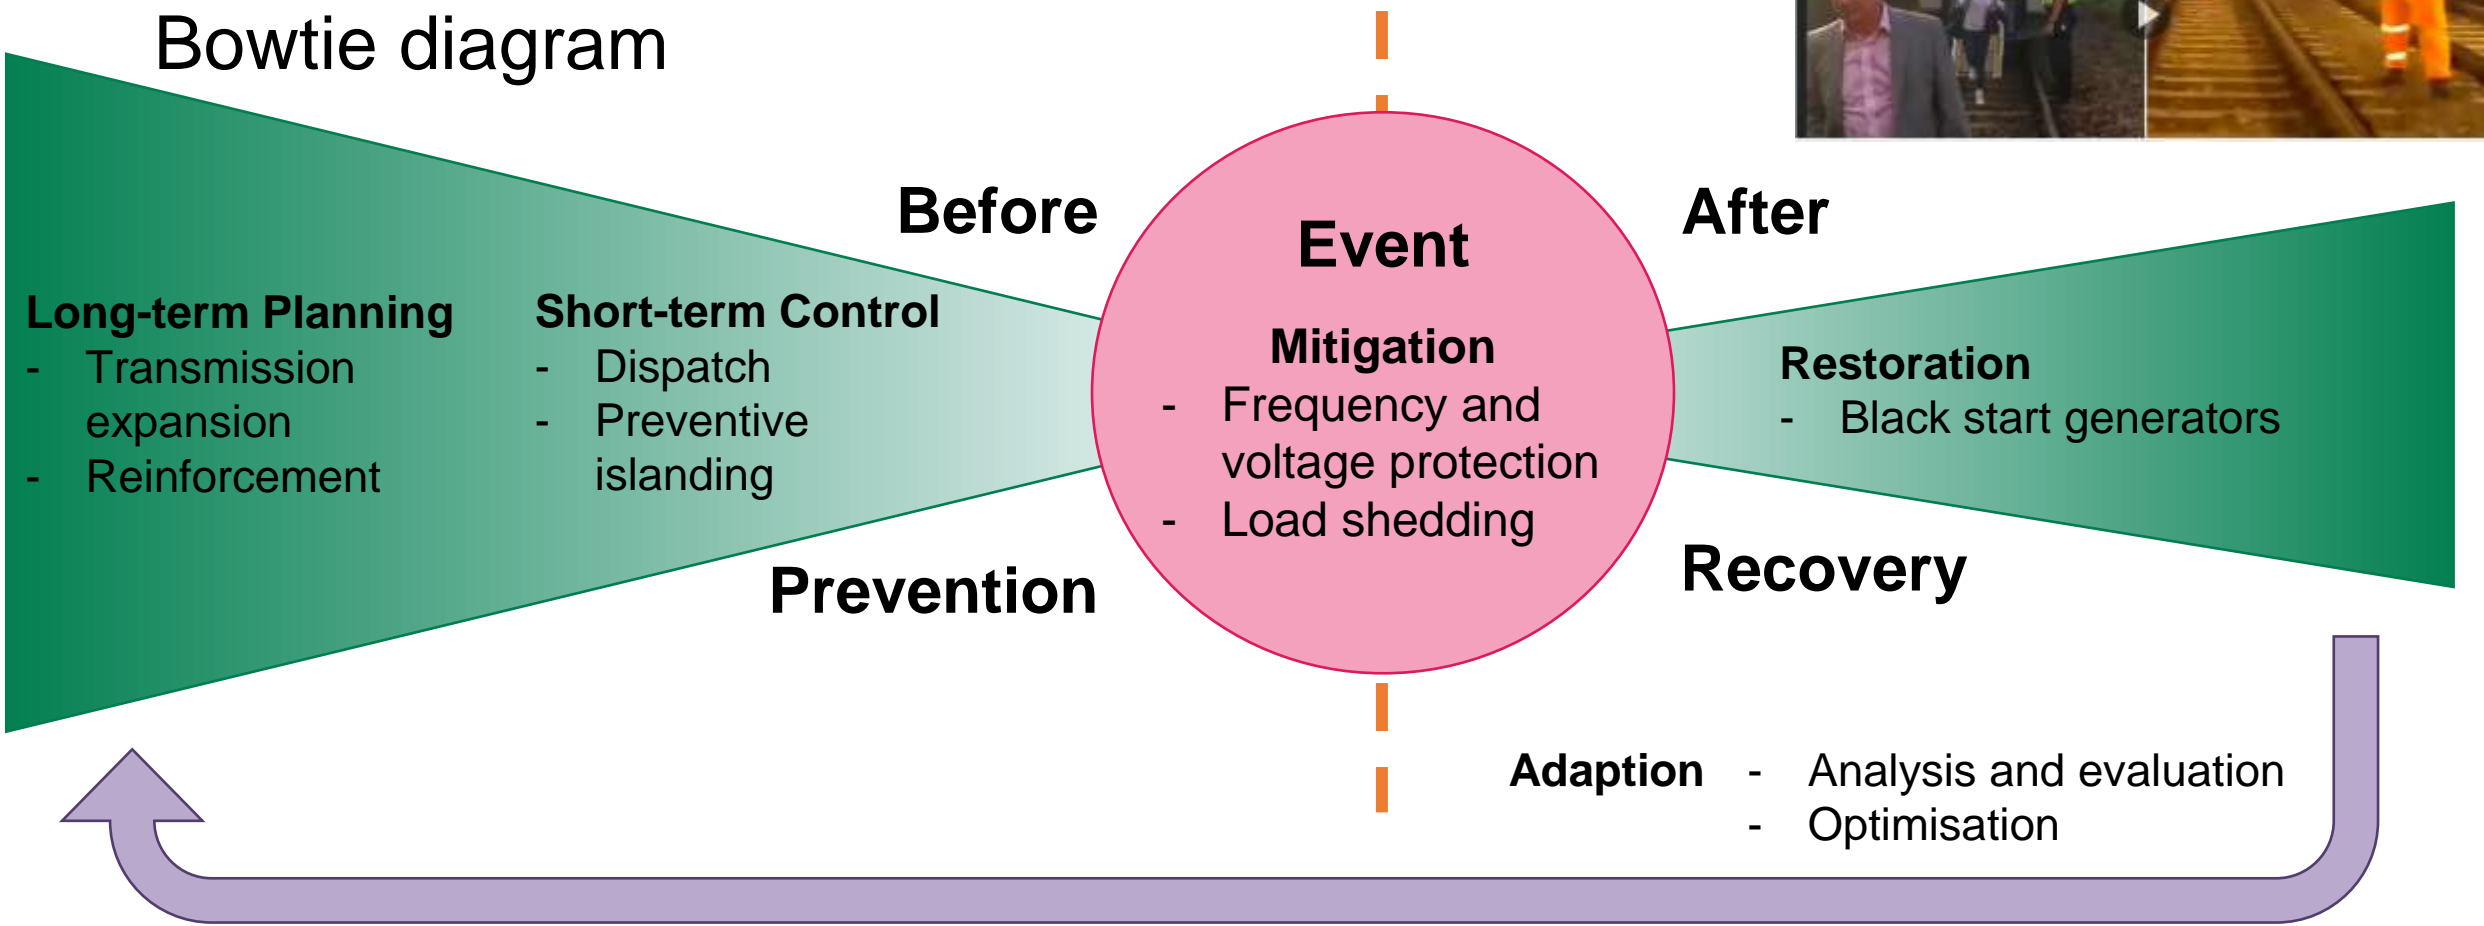 Bowtie diagram
Before
Event
After
Long-term Planning
- Transmission
expansion
- Reinforcement
Short-term Control
- Dispatch
- Preventive
islanding
Mitigation
- Frequency and
voltage protection
- Load shedding
Restoration
- Black start generators
Prevention
Recovery
Adaption - Analysis and evaluation
- Optimisation